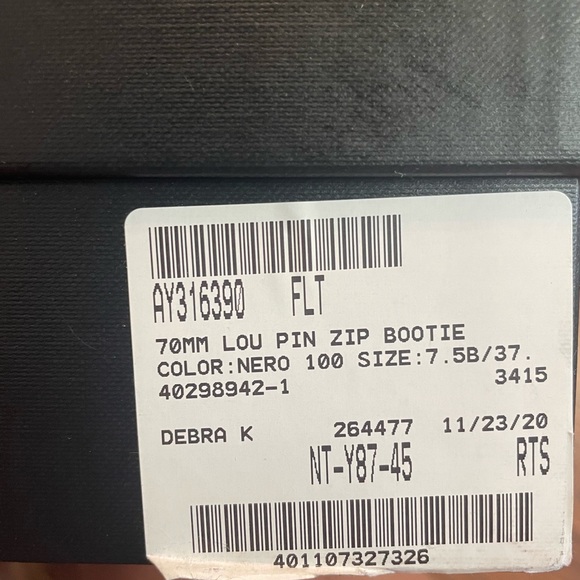 AY316390 FLT
70MM LOU PIN ZIP BOOTIE
COLOR:NERO 100 SIZE:7.5B/37.
40298942-1 3415
DEBRA K 264477 11/23/20
NT-Y87-45 RTS
401107327326